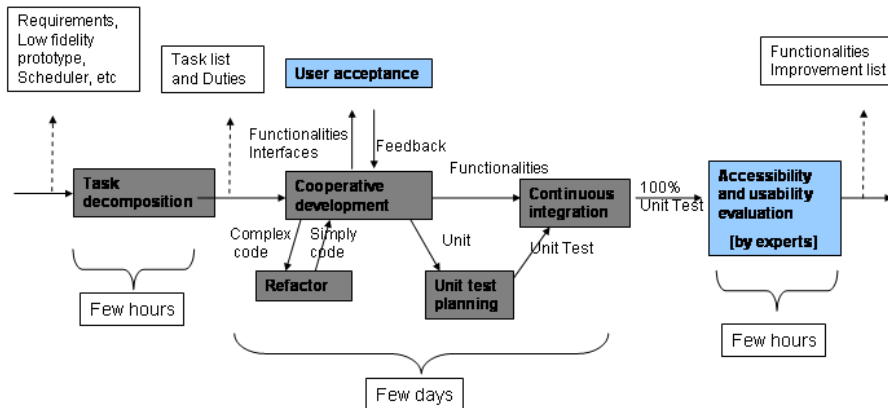 Requirements,
Low fidelity
prototype,
Scheduler, etc
Task list
and Duties
User acceptance
Functionalities
Improvement list
Functionalities
Interfaces
Feedback
Task
decomposition
Cooperative
development
Functionalities
Continuous
integration
100%
Unit Test
Accessibility
and usability
evaluation
[by experts]
Complex
code
Simply
code
Unit
Unit Test
Refactor
Unit test
planning
Few hours
Few days
Few hours